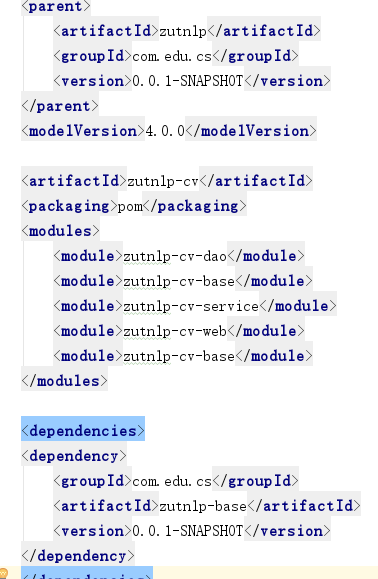 <parent>
<artifactId>zutnlp</artifactId>
<groupId>com.edu.cs</groupId>
<version>0.0.1-SNAPSHOT</version>
</parent>
<modelVersion>4.0.0</modelVersion>
<artifactId>zutnlp-cv</artifactId>
<packaging>pom</packaging>
<modules>
<module>zutnlp-cv-dao</module>
<module>zutnlp-cv-base</module>
<module>zutnlp-cv-service</module>
<module>zutnlp-cv-web</module>
<module>zutnlp-cv-base</module>
</modules>
<dependencies>
<dependency>
<groupId>com.edu.cs</groupId>
<artifactId>zutnlp-base</artifactId>
<version>0.0.1-SNAPSHOT</version>
</dependency>
</dependencies>